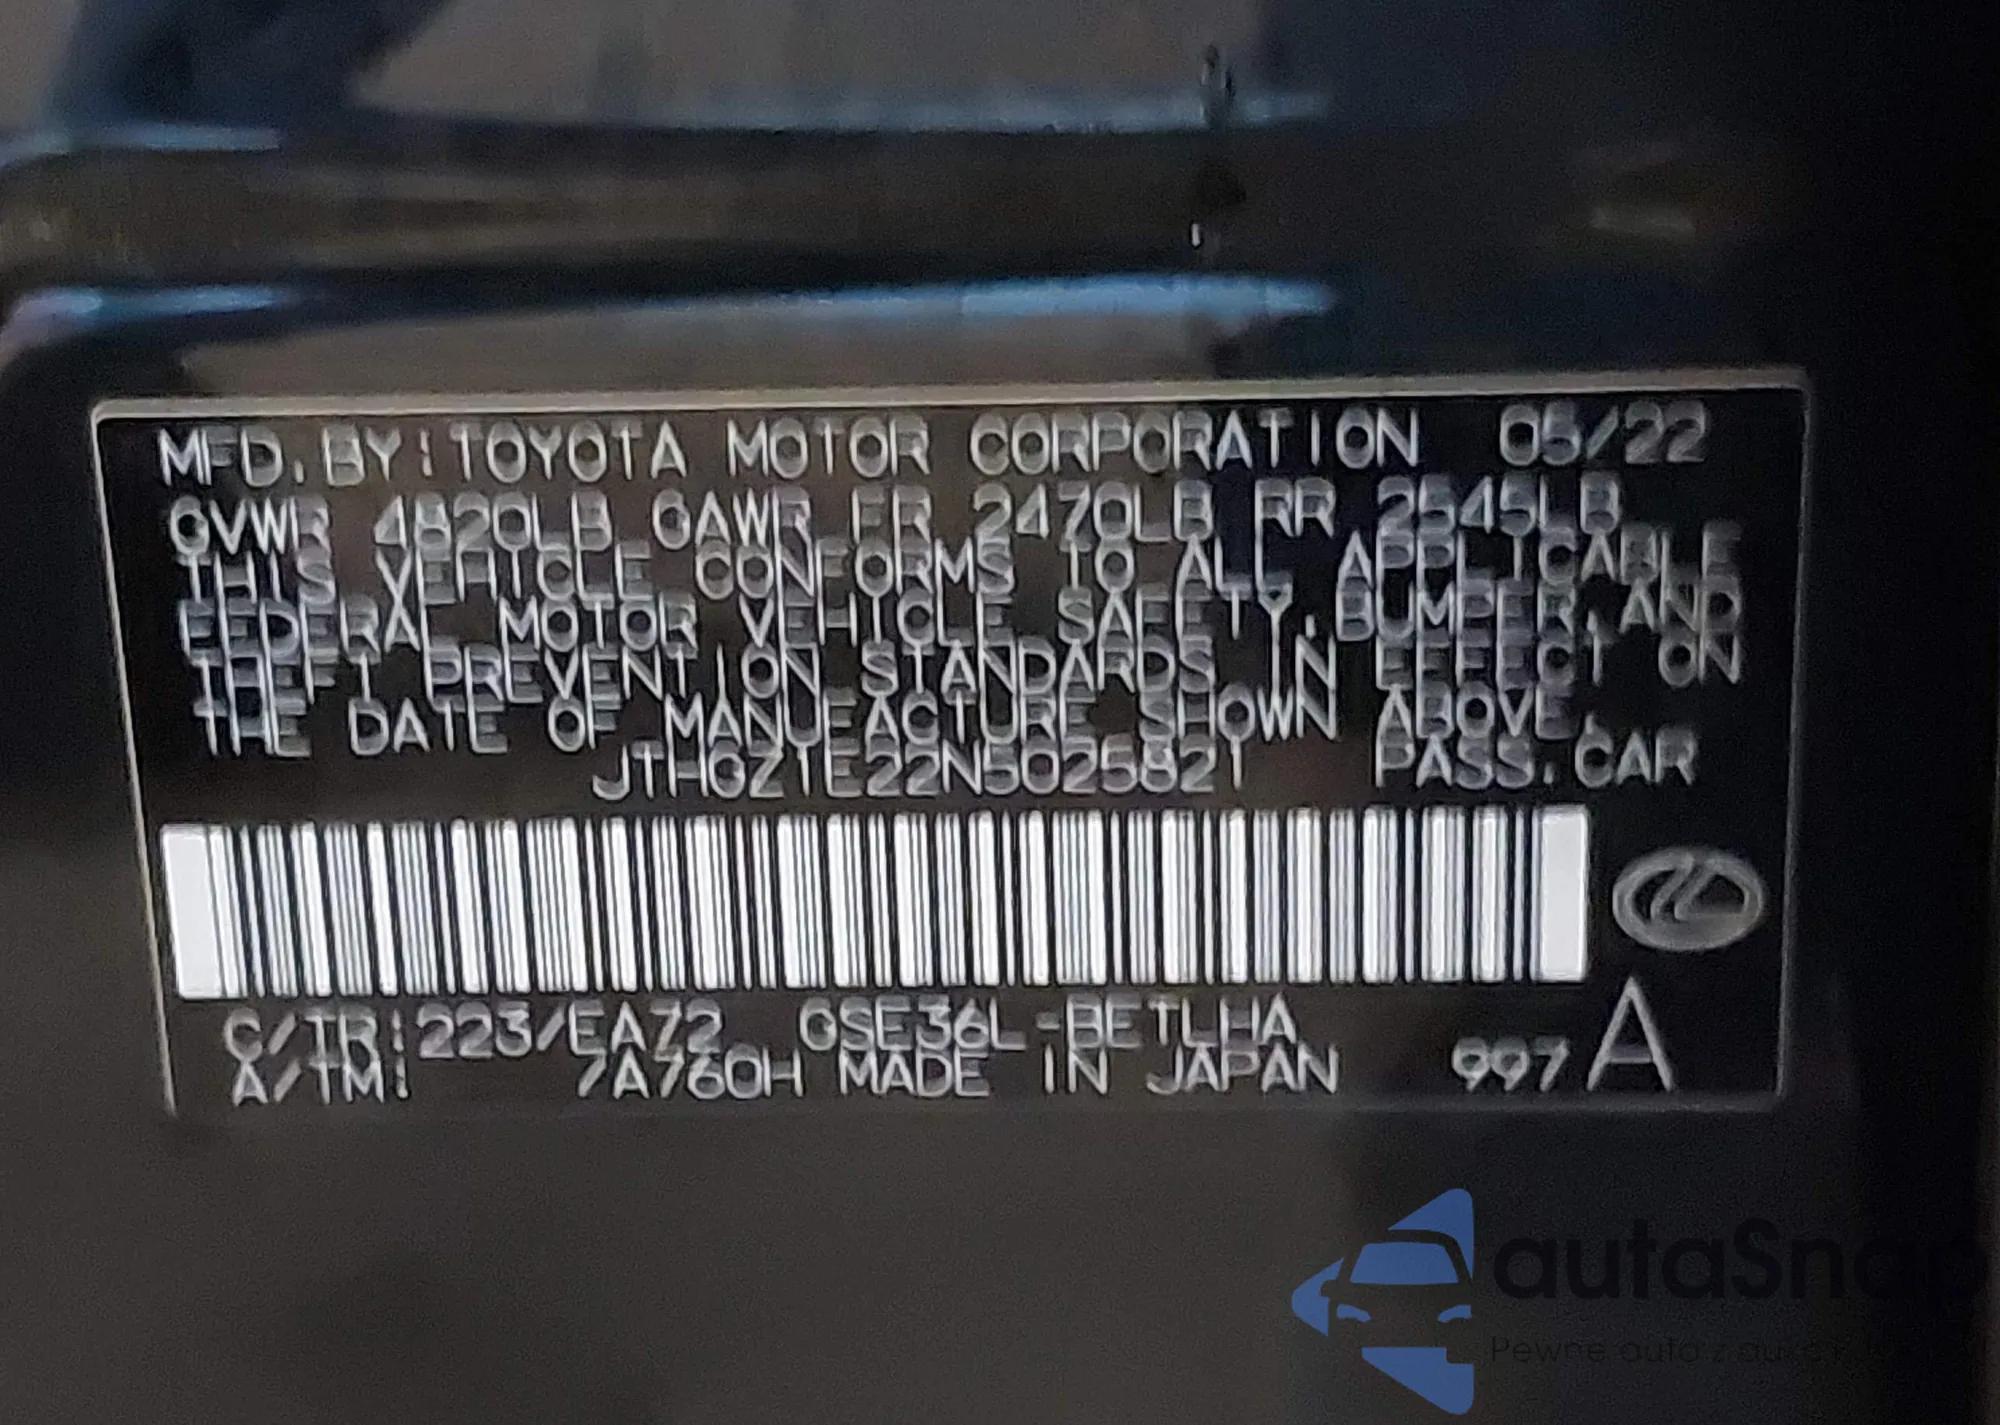 MFD. BY: TOYOTA MOTOR CORPORATION 05/22
GVWR 4820LB GAWR FR 2470LB RR 2545LB
THIS VEHICLE CONFORMS TO ALL APPLICABLE
FEDERAL MOTOR VEHICLE SAFETY, BUMPER, AND
THEFT PREVENTION STANDARDS IN EFFECT ON
THE DATE OF MANUFACTURE SHOWN ABOVE.
JTHGZ1E22N5025821 PASS. CAR
C/TR: 223/EA72 GSE36L-BETLHA
A/TM: 7A760H MADE IN JAPAN 997 A
autaSnap
Pewne auta z